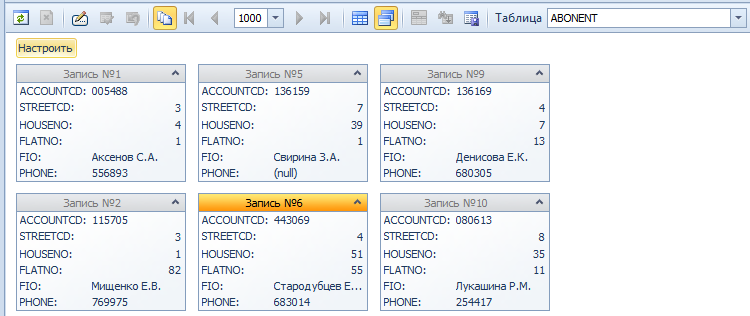 1000 Таблица ABONENT
Настроить
Запись №1
ACCOUNTCD: 005488
STREETCD: 3
HOUSENO: 4
FLATNO: 1
FIO: Аксенов С.А.
PHONE: 556893
Запись №5
ACCOUNTCD: 136159
STREETCD: 7
HOUSENO: 39
FLATNO: 1
FIO: Свирина З.А.
PHONE: (null)
Запись №9
ACCOUNTCD: 136169
STREETCD: 4
HOUSENO: 7
FLATNO: 13
FIO: Денисова Е.К.
PHONE: 680305
Запись №2
ACCOUNTCD: 115705
STREETCD: 3
HOUSENO: 1
FLATNO: 82
FIO: Мищенко Е.В.
PHONE: 769975
Запись №6
ACCOUNTCD: 443069
STREETCD: 4
HOUSENO: 51
FLATNO: 55
FIO: Стародубцев Е...
PHONE: 683014
Запись №10
ACCOUNTCD: 080613
STREETCD: 8
HOUSENO: 35
FLATNO: 11
FIO: Лукашина Р.М.
PHONE: 254417